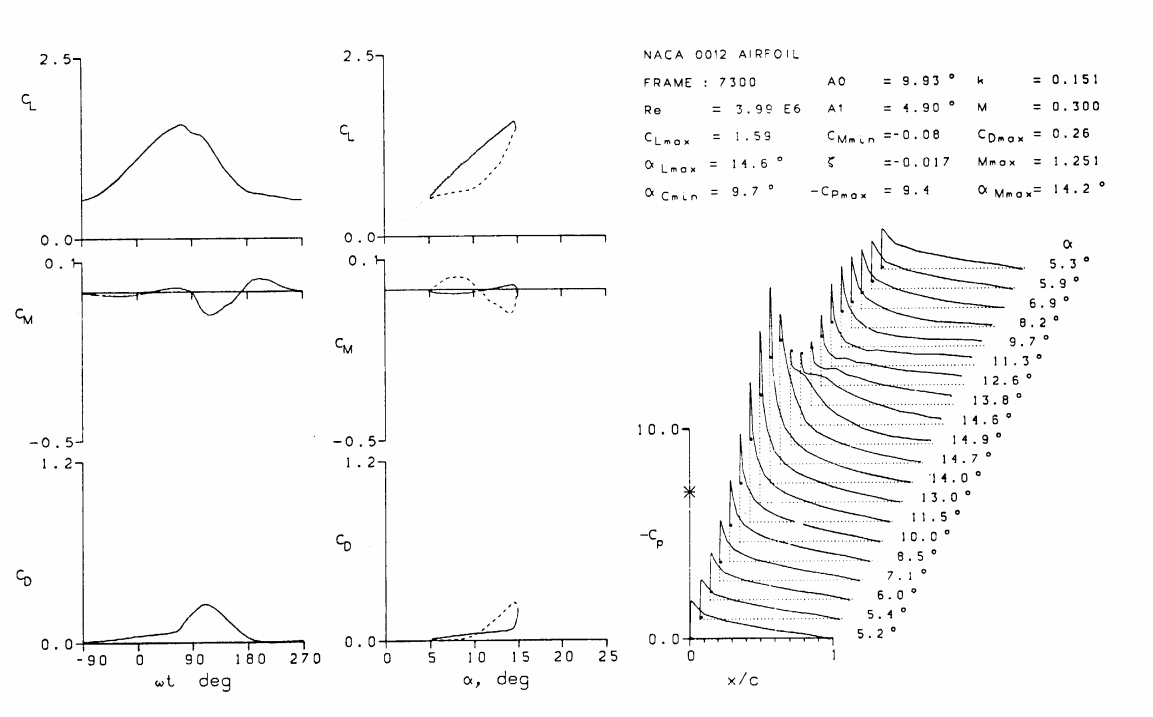 NACA 0012 AIRFOIL
FRAME : 7300 A0 = 9.93 ° k = 0.151
Re = 3.99 E6 A1 = 4.90 ° M = 0.300
CLmax = 1.59 CMmin =-0.08 CDmax = 0.26
α Lmax = 14.6 ° ζ =-0.017 Mmax = 1.251
α Cmin = 9.7 ° -CPmax = 9.4 α Mmax= 14.2 °
2.5
CL
0.0
0.1
CM
-0.5
1.2
CD
0.0
-90 0 90 180 270
ωt deg
2.5
CL
0.0
0.1
CM
-0.5
1.2
CD
0.0
0 5 10 15 20 25
α, deg
α
5.3 °
5.9 °
6.9 °
8.2 °
9.7 °
11.3 °
12.6 °
13.8 °
14.6 °
14.9 °
14.7 °
14.0 °
13.0 °
11.5 °
10.0 °
8.5 °
7.1 °
6.0 °
5.4 °
5.2 °
10.0
-Cp
0.0
0 1
x/c